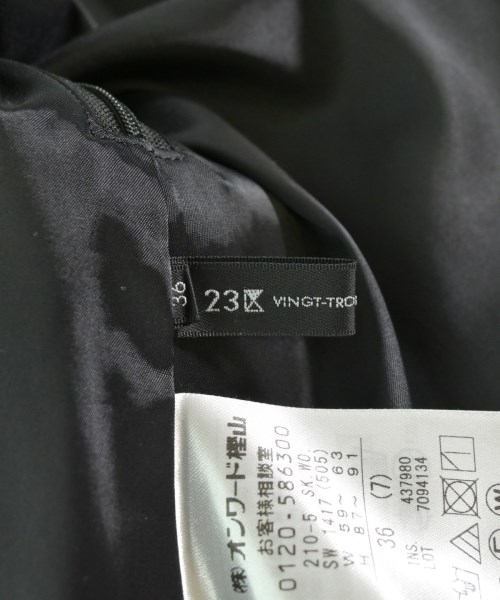 36
23区 VINGT-TROI
(株)オンワード樫山
お客様相談室
0120-586300
210-5 SK.WO.
SW 1417 (505)
W 59~ 63
H 87~ 91
36 (7)
INS. 437980
LOT 7094134